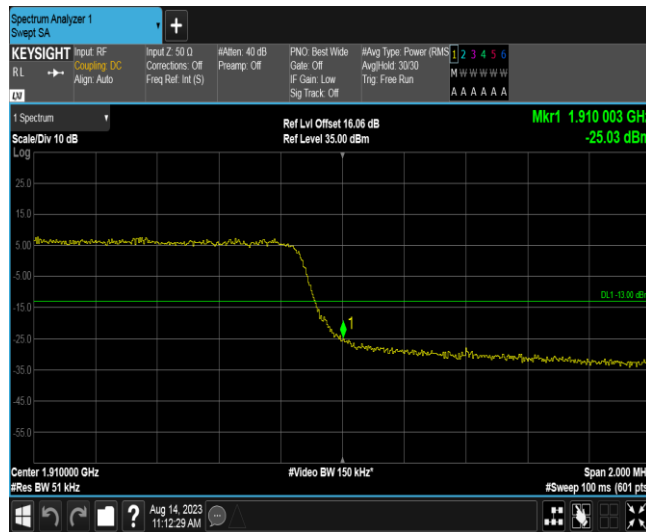 Spectrum Analyzer 1
Swept SA
+
KEYSIGHT
RL
LXI
Input: RF
Coupling: DC
Align: Auto
Input Z: 50 Ω
Corrections: Off
Freq Ref: Int (S)
#Atten: 40 dB
Preamp: Off
PNO: Best Wide
Gate: Off
IF Gain: Low
Sig Track: Off
#Avg Type: Power (RMS
Avg|Hold: 30/30
Trig: Free Run
1 2 3 4 5 6
M W W W W W
A A A A A A
1 Spectrum
Scale/Div 10 dB
Log
Ref Lvl Offset 16.06 dB
Ref Level 35.00 dBm
Mkr1 1.910 003 GHz
-25.03 dBm
25.0
15.0
5.00
-5.00
-15.0
-25.0
-35.0
-45.0
-55.0
DL1 -13.00 dBm
1
Center 1.910000 GHz
#Res BW 51 kHz
#Video BW 150 kHz*
Span 2.000 MH
#Sweep 100 ms (601 pts
?
Aug 14, 2023
11:12:29 AM